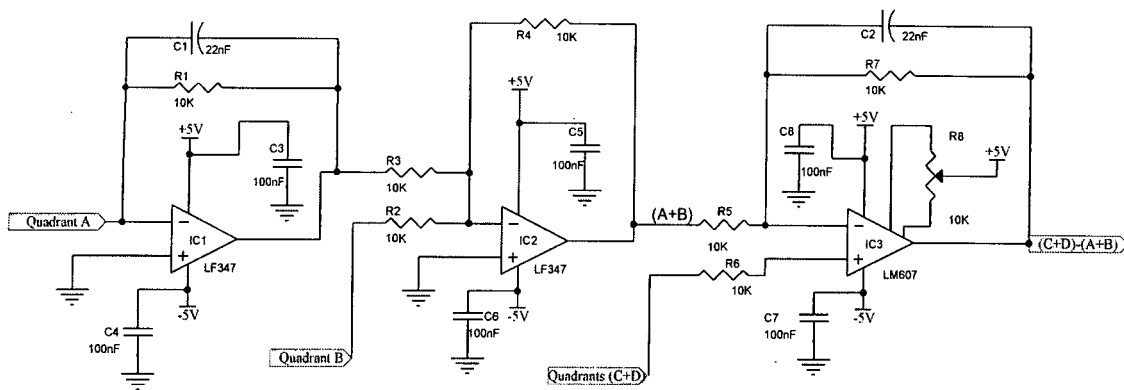 C1
22nF
R1
10K
+5V
C3
100nF
Quadrant A
−
+
IC1
LF347
-5V
C4
100nF
R4
10K
+5V
C5
100nF
R3
10K
R2
10K
−
+
IC2
LF347
-5V
C6
100nF
Quadrant B
C2
22nF
R7
10K
+5V
C8
100nF
R8
+5V
10K
(A+B)
R5
10K
R6
10K
−
+
IC3
LM607
-5V
C7
100nF
Quadrants (C+D)
(C+D)-(A+B)